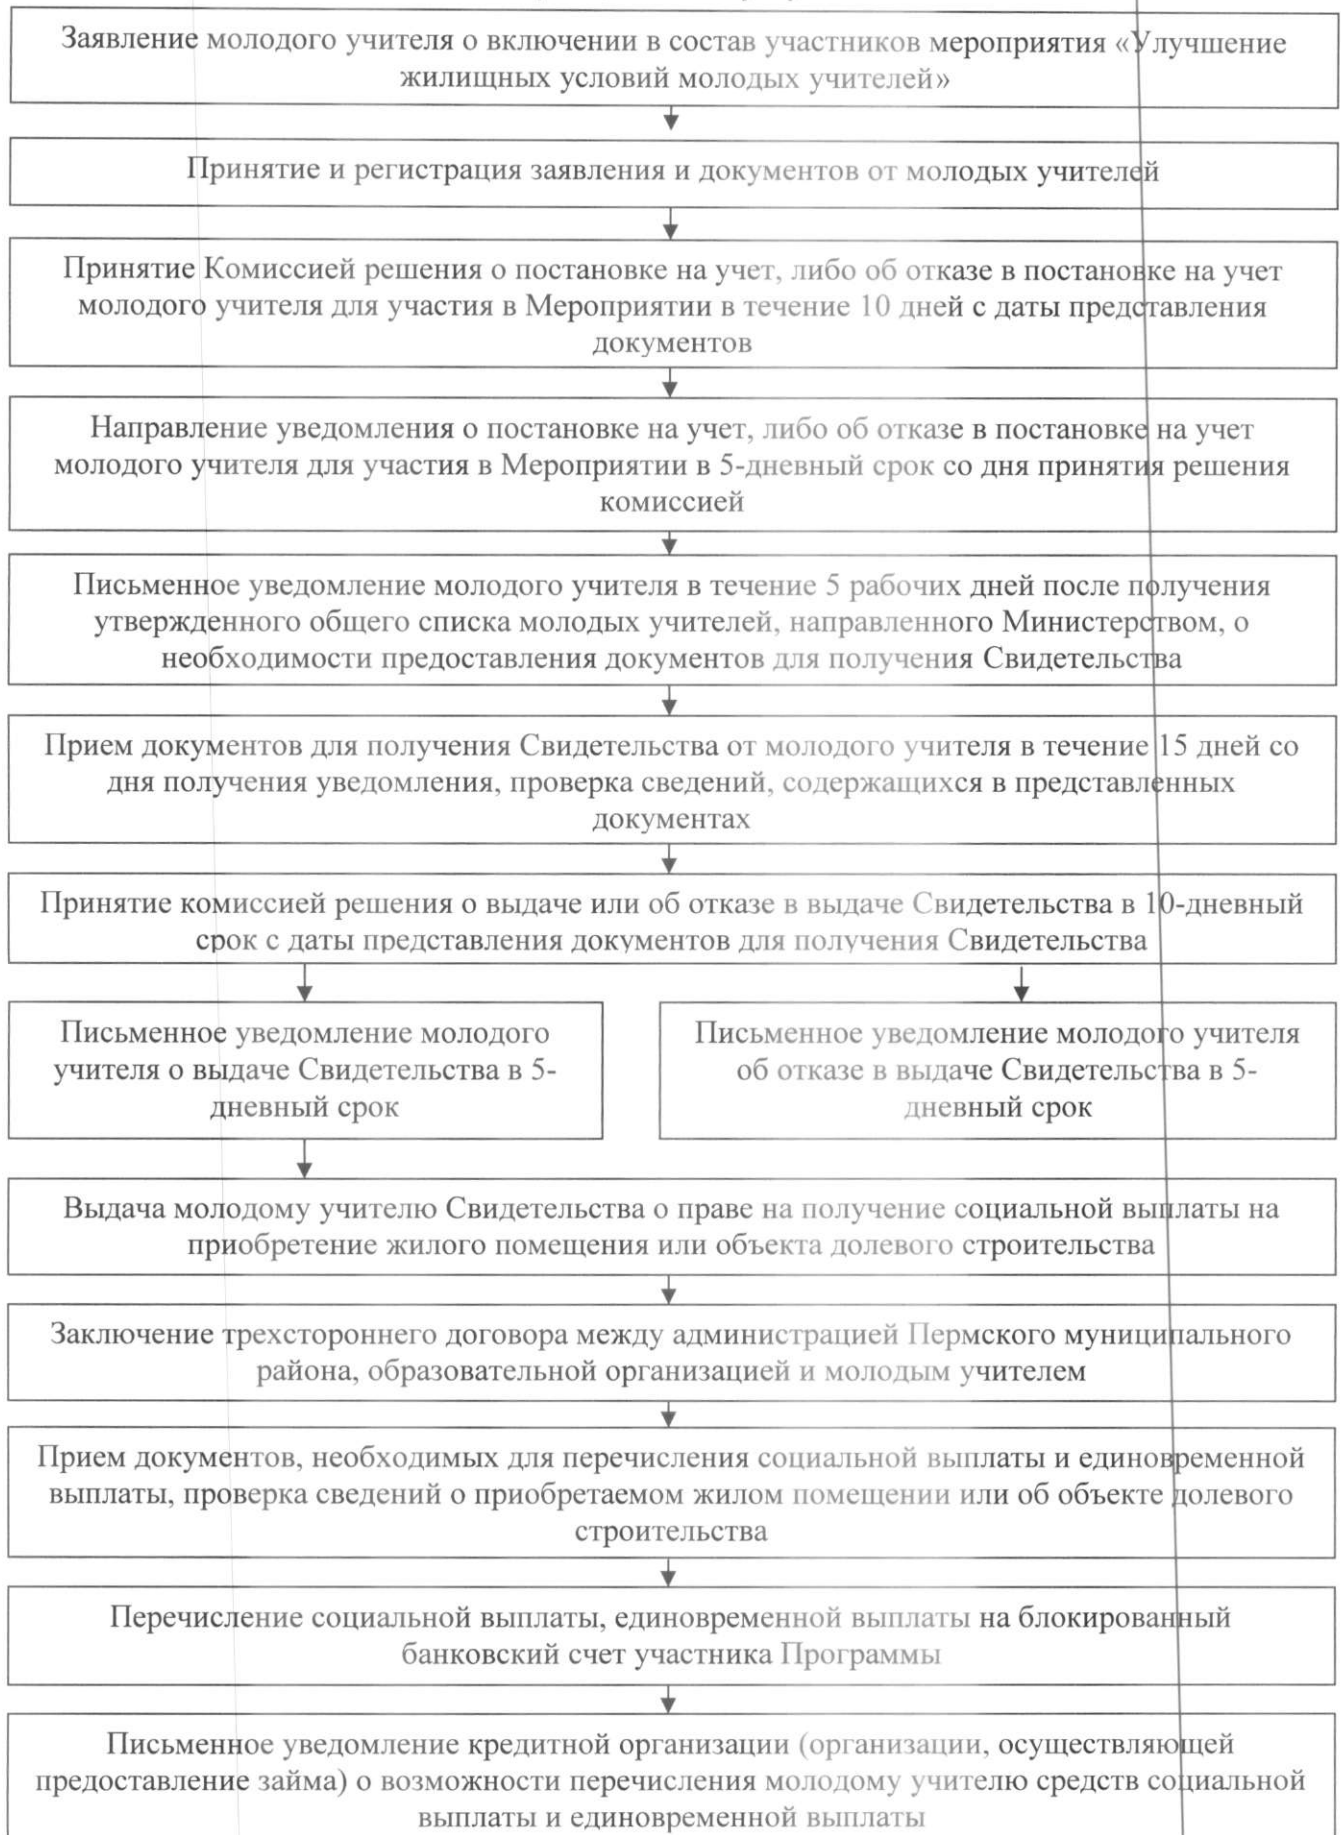 Заявление молодого учителя о включении в состав участников мероприятия «Улучшение
жилищных условий молодых учителей»
Принятие и регистрация заявления и документов от молодых учителей
Принятие Комиссией решения о постановке на учет, либо об отказе в постановке на учет
молодого учителя для участия в Мероприятии в течение 10 дней с даты представления
документов
Направление уведомления о постановке на учет, либо об отказе в постановке на учет
молодого учителя для участия в Мероприятии в 5-дневный срок со дня принятия решения
комиссией
Письменное уведомление молодого учителя в течение 5 рабочих дней после получения
утвержденного общего списка молодых учителей, направленного Министерством, о
необходимости предоставления документов для получения Свидетельства
Прием документов для получения Свидетельства от молодого учителя в течение 15 дней со
дня получения уведомления, проверка сведений, содержащихся в представленных
документах
Принятие комиссией решения о выдаче или об отказе в выдаче Свидетельства в 10-дневный
срок с даты представления документов для получения Свидетельства
Письменное уведомление молодого
учителя о выдаче Свидетельства в 5-
дневный срок
Письменное уведомление молодого учителя
об отказе в выдаче Свидетельства в 5-
дневный срок
Выдача молодому учителю Свидетельства о праве на получение социальной выплаты на
приобретение жилого помещения или объекта долевого строительства
Заключение трехстороннего договора между администрацией Пермского муниципального
района, образовательной организацией и молодым учителем
Прием документов, необходимых для перечисления социальной выплаты и единовременной
выплаты, проверка сведений о приобретаемом жилом помещении или об объекте долевого
строительства
Перечисление социальной выплаты, единовременной выплаты на блокированный
банковский счет участника Программы
Письменное уведомление кредитной организации (организации, осуществляющей
предоставление займа) о возможности перечисления молодому учителю средств социальной
выплаты и единовременной выплаты